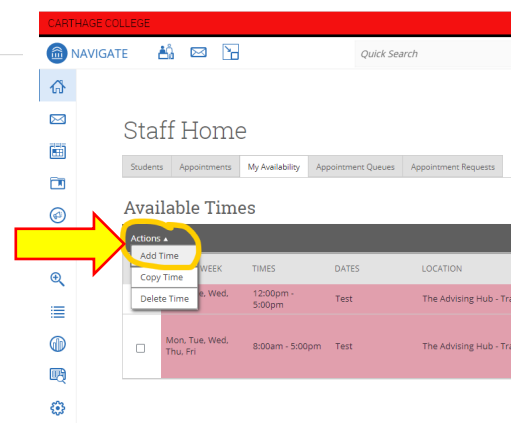 CARTHAGE COLLEGE
NAVIGATE
Quick Search
Staff Home
Students Appointments My Availability Appointment Queues Appointment Requests
Available Times
Actions
Add Time
WEEK TIMES DATES LOCATION
Copy Time
Delete Time
e, Wed, 12:00pm - 5:00pm Test The Advising Hub - Tra
Mon, Tue, Wed, Thu, Fri 8:00am - 5:00pm Test The Advising Hub - Tra